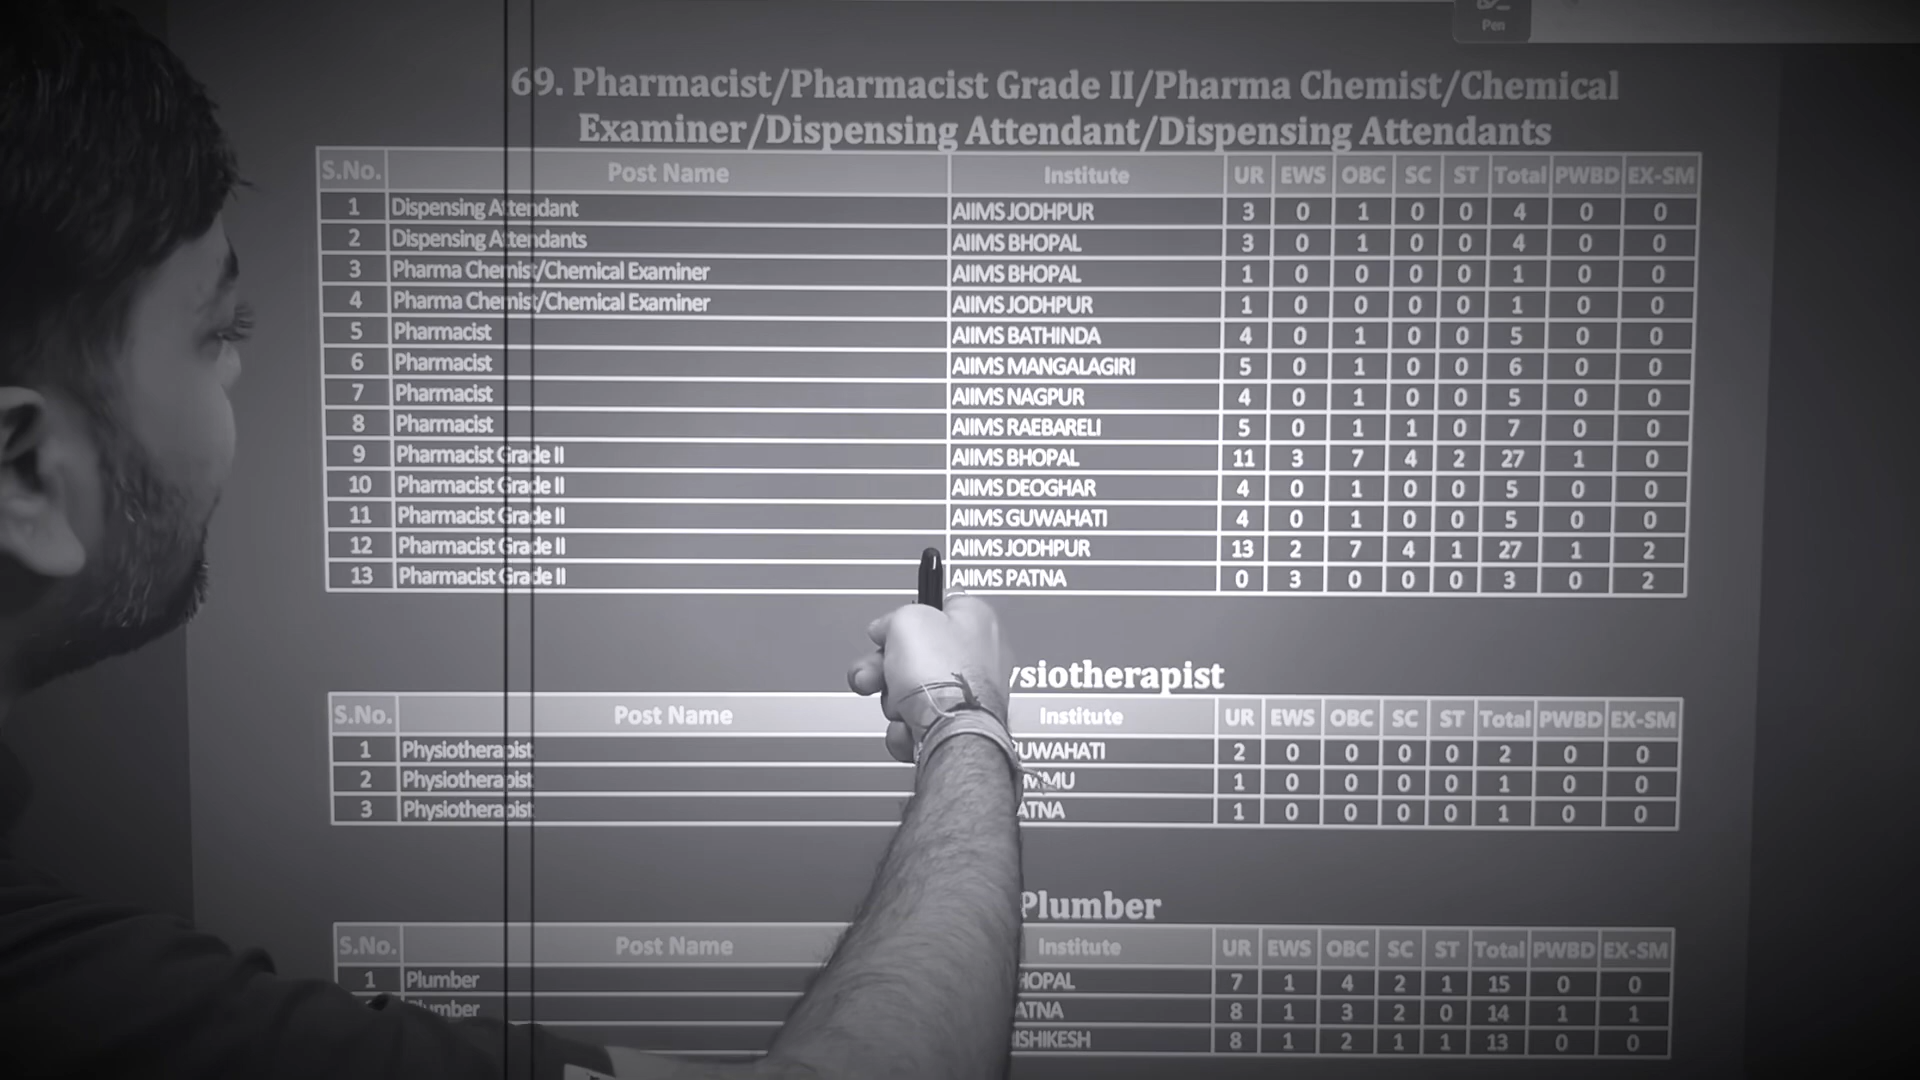 Pen
69. Pharmacist/Pharmacist Grade II/Pharma Chemist/Chemical
Examiner/Dispensing Attendant/Dispensing Attendants
S.No. Post Name Institute UR EWS OBC SC ST Total PWBD EX-SM
1 Dispensing Attendant AIIMS JODHPUR 3 0 1 0 0 4 0 0
2 Dispensing Attendants AIIMS BHOPAL 3 0 1 0 0 4 0 0
3 Pharma Chemist/Chemical Examiner AIIMS BHOPAL 1 0 0 0 0 1 0 0
4 Pharma Chemist/Chemical Examiner AIIMS JODHPUR 1 0 0 0 0 1 0 0
5 Pharmacist AIIMS BATHINDA 4 0 1 0 0 5 0 0
6 Pharmacist AIIMS MANGALAGIRI 5 0 1 0 0 6 0 0
7 Pharmacist AIIMS NAGPUR 4 0 1 0 0 5 0 0
8 Pharmacist AIIMS RAEBARELI 5 0 1 1 0 7 0 0
9 Pharmacist Grade II AIIMS BHOPAL 11 3 7 4 2 27 1 0
10 Pharmacist Grade II AIIMS DEOGHAR 4 0 1 0 0 5 0 0
11 Pharmacist Grade II AIIMS GUWAHATI 4 0 1 0 0 5 0 0
12 Pharmacist Grade II AIIMS JODHPUR 13 2 7 4 1 27 1 2
13 Pharmacist Grade II AIIMS PATNA 0 3 0 0 0 3 0 2
ysiotherapist
S.No. Post Name Institute UR EWS OBC SC ST Total PWBD EX-SM
1 Physiotherapist UWAHATI 2 0 0 0 0 2 0 0
2 Physiotherapist MMU 1 0 0 0 0 1 0 0
3 Physiotherapist ATNA 1 0 0 0 0 1 0 0
Plumber
S.No. Post Name Institute UR EWS OBC SC ST Total PWBD EX-SM
1 Plumber HOPAL 7 1 4 2 1 15 0 0
umber ATNA 8 1 3 2 0 14 1 1
ISHIKESH 8 1 2 1 1 13 0 0